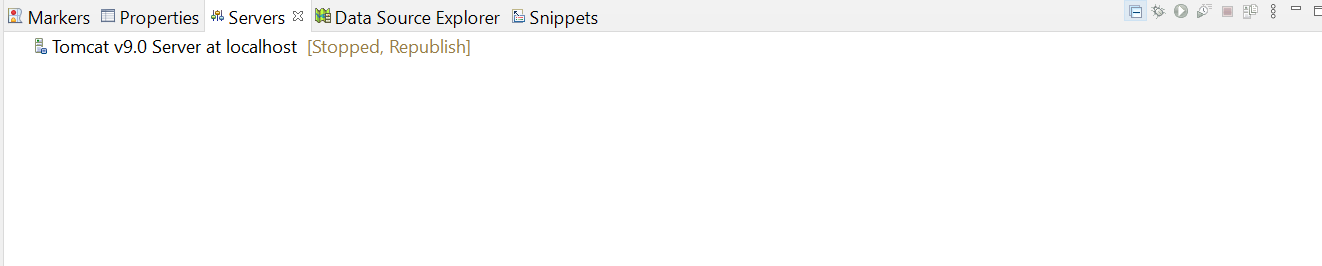 Markers Properties Servers Data Source Explorer Snippets
Tomcat v9.0 Server at localhost [Stopped, Republish]